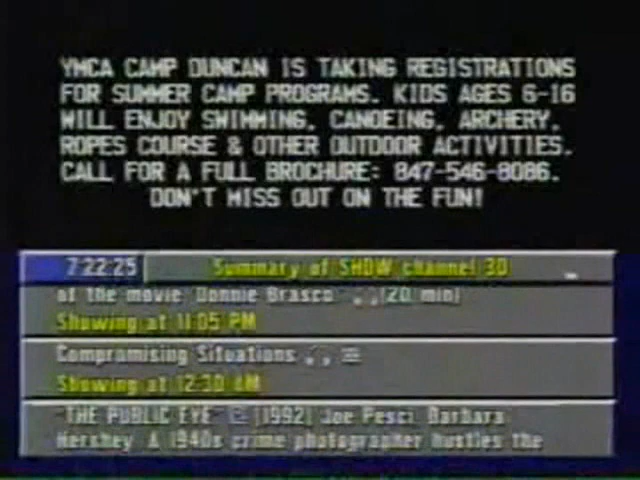 YMCA CAMP DUNCAN IS TAKING REGISTRATIONS
FOR SUMMER CAMP PROGRAMS. KIDS AGES 6-16
WILL ENJOY SWIMMING, CANOEING, ARCHERY,
ROPES COURSE & OTHER OUTDOOR ACTIVITIES.
CALL FOR A FULL BROCHURE: 847-546-8086.
DON'T MISS OUT ON THE FUN!
7:22:25 Summary of SHOW channel 30
of the movie Donnie Brasco (20 min)
Showing at 11:05 PM
Compromising Situations
Showing at 12:30 AM
"THE PUBLIC EYE" (1992) Joe Pesci, Barbara
Hershey. A 1940s crime photographer hustles the